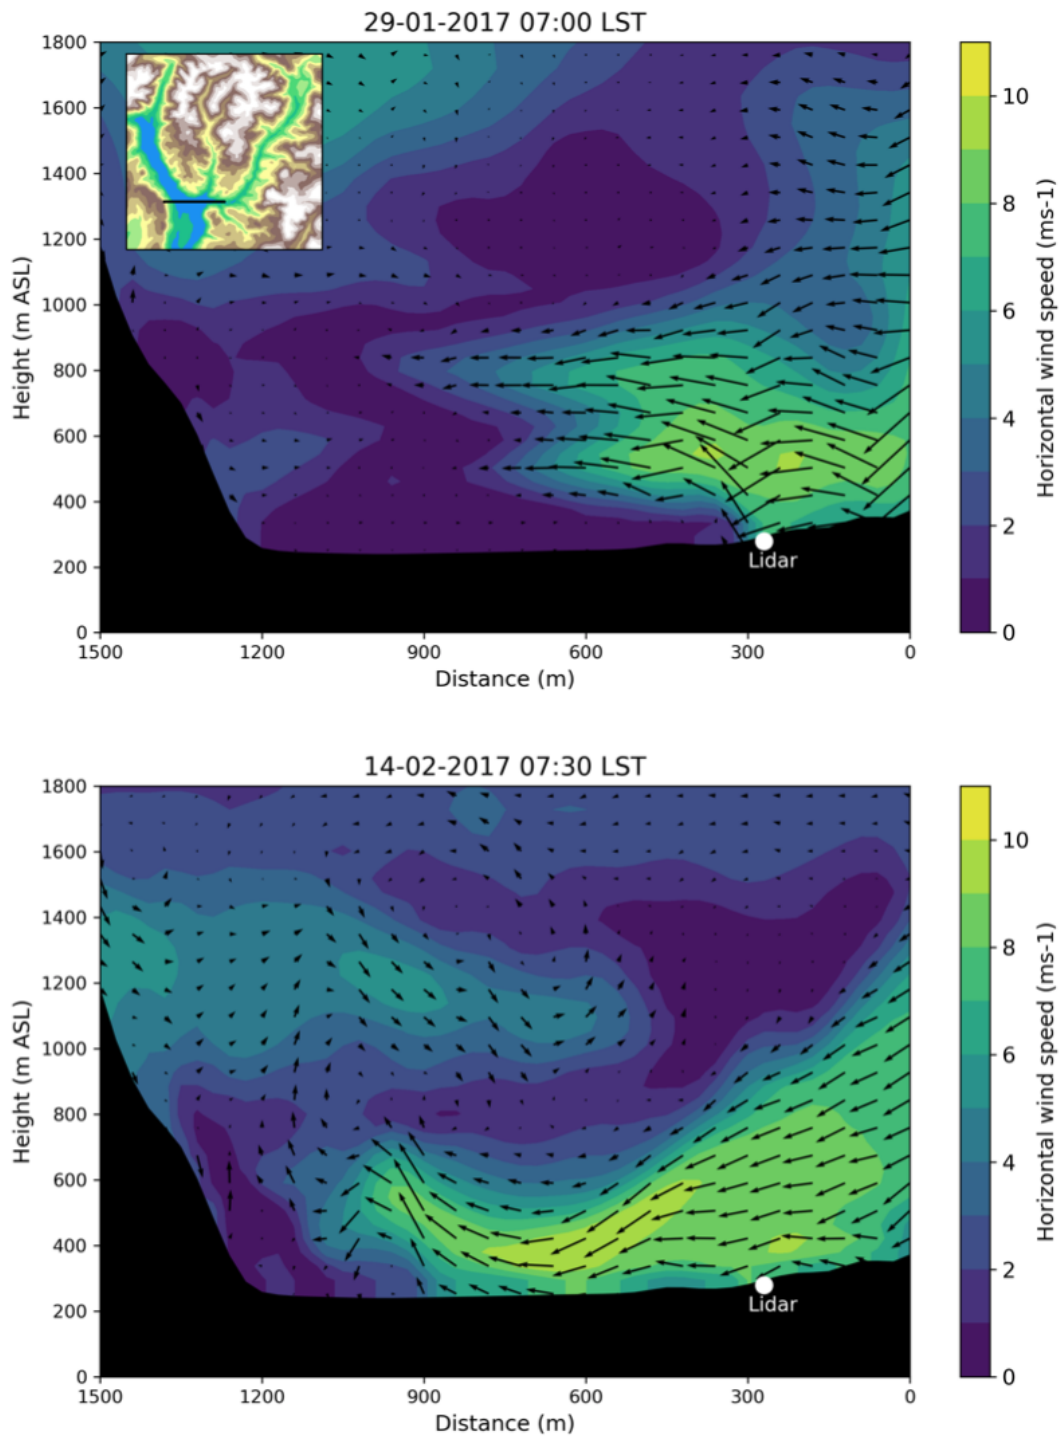 29-01-2017 07:00 LST
1800
1600
1400
1200
1000
800
600
400
200
0
Height (m ASL)
Lidar
1500 1200 900 600 300 0
Distance (m)
10
8
6
4
2
0
Horizontal wind speed (ms-1)
14-02-2017 07:30 LST
1800
1600
1400
1200
1000
800
600
400
200
0
Height (m ASL)
Lidar
1500 1200 900 600 300 0
Distance (m)
10
8
6
4
2
0
Horizontal wind speed (ms-1)